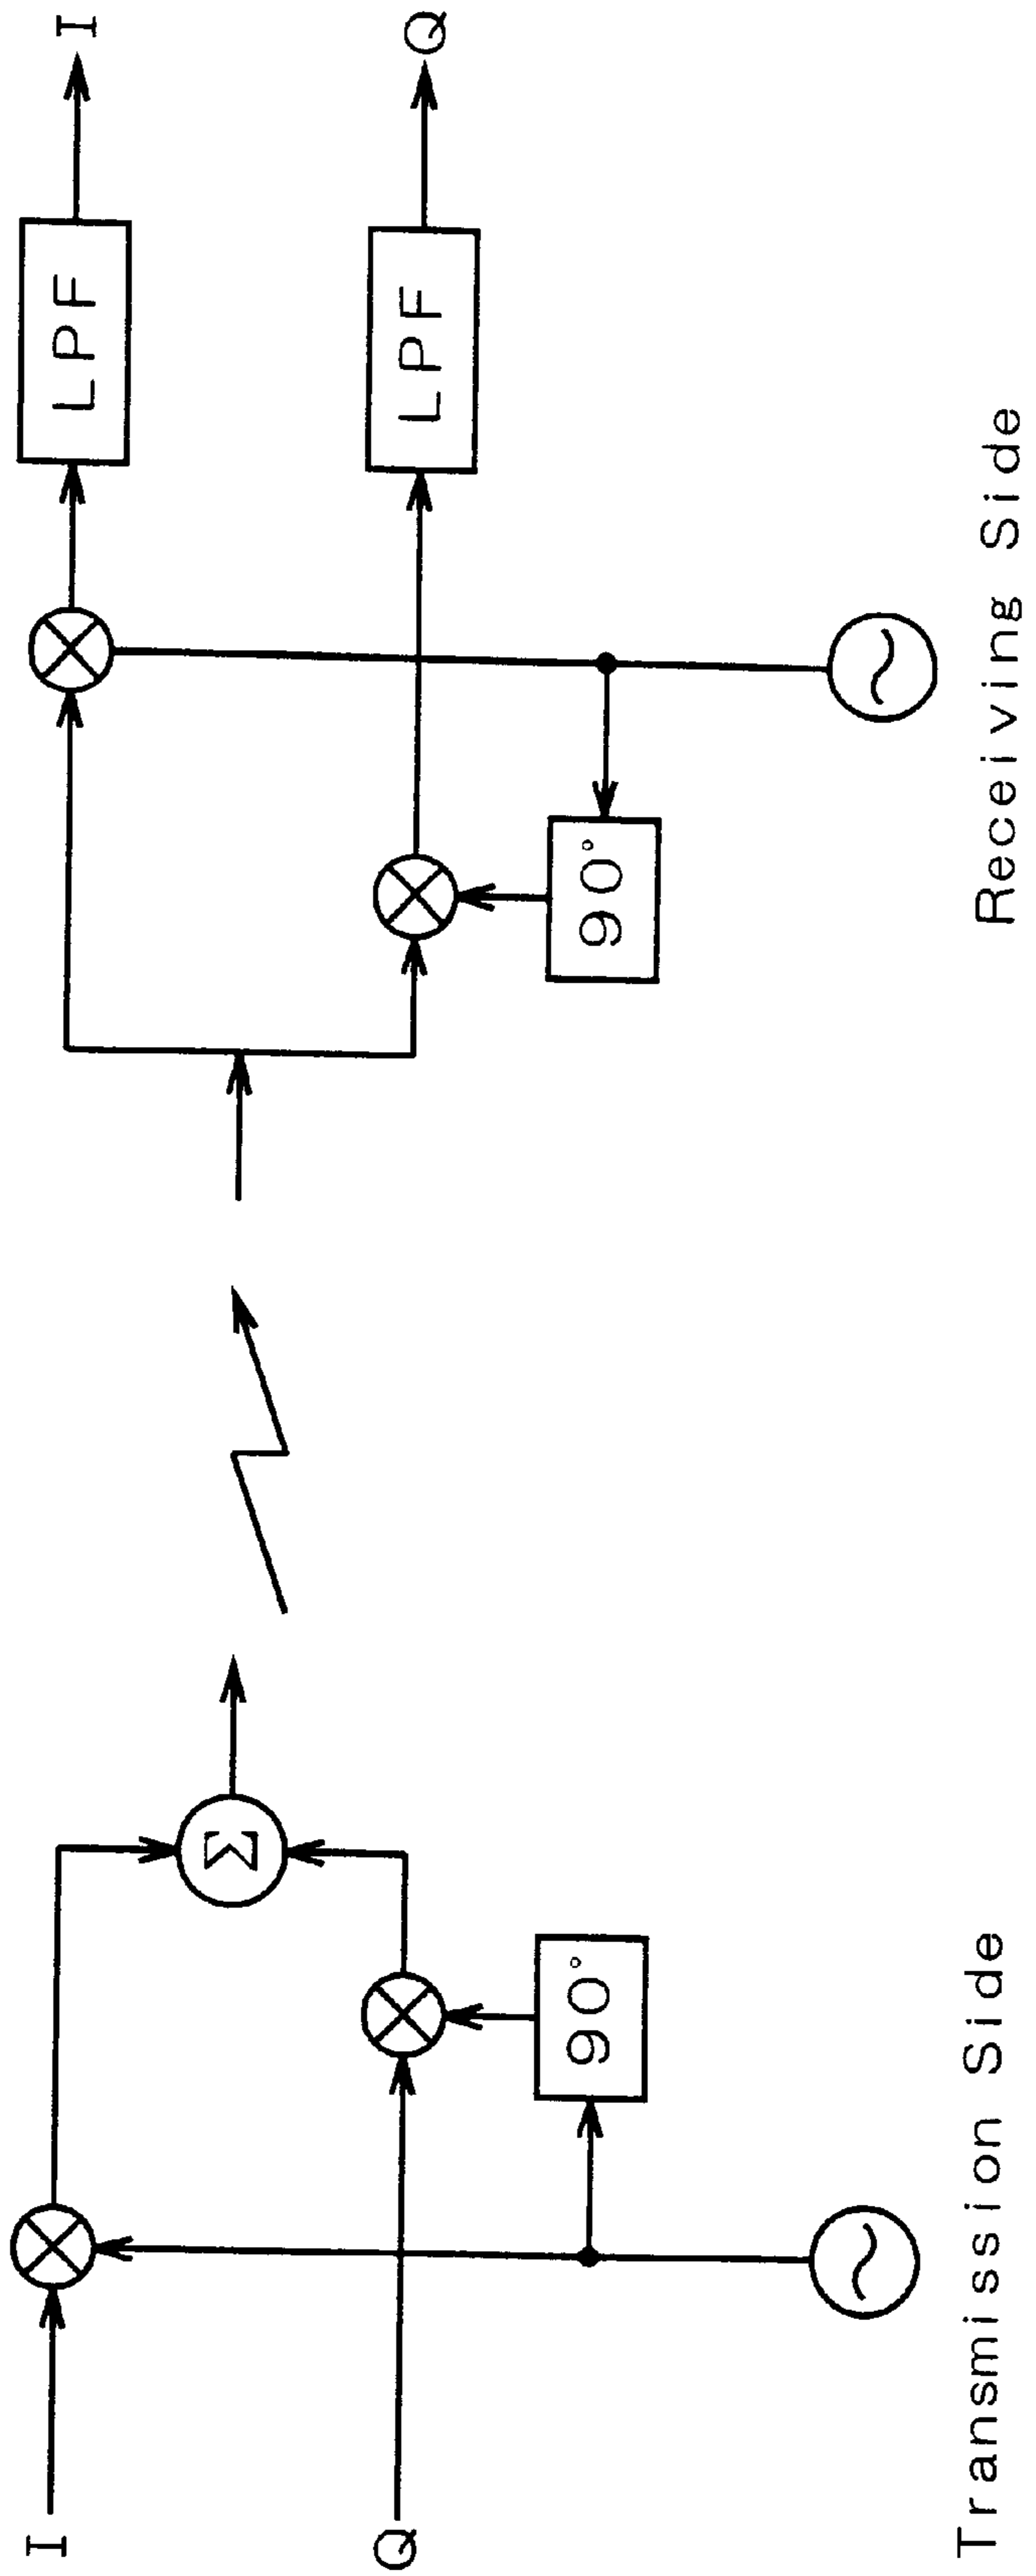 I
Q
90°
Σ
Transmission Side
90°
LPF
LPF
I
Q
Receiving Side